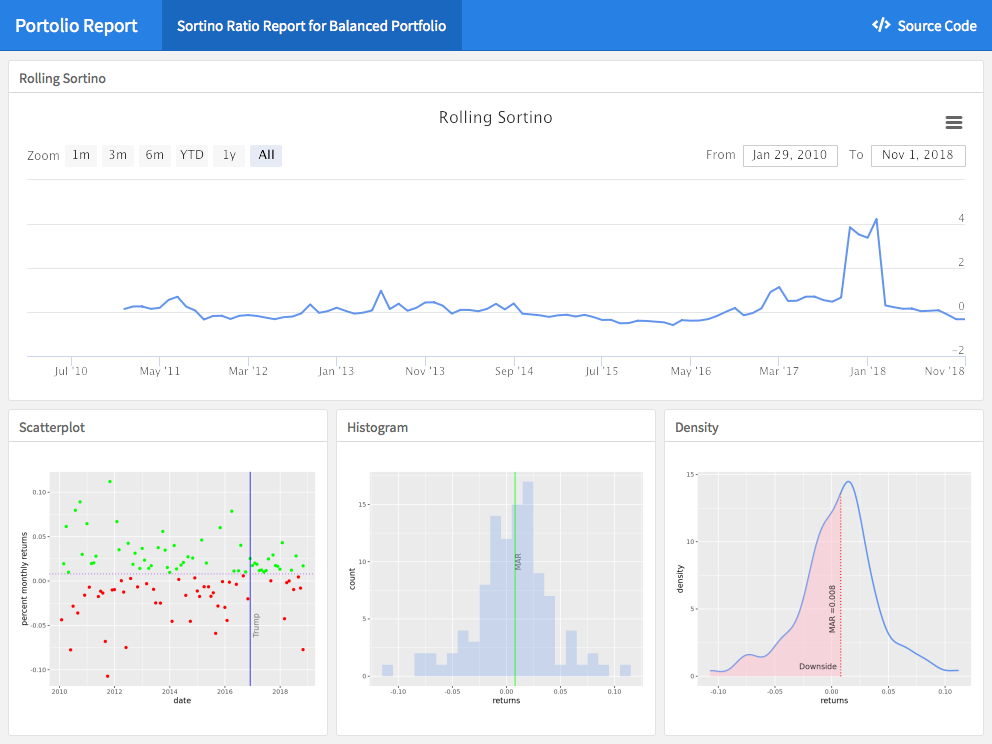 Portolio Report
Sortino Ratio Report for Balanced Portfolio
</> Source Code
Rolling Sortino
Rolling Sortino
Zoom 1m 3m 6m YTD 1y All
From Jan 29, 2010 To Nov 1, 2018
4
2
0
−2
Jul '10 May '11 Mar '12 Jan '13 Nov '13 Sep '14 Jul '15 May '16 Mar '17 Jan '18 Nov '18
Scatterplot
percent monthly returns
0.10
0.05
0.00
-0.05
-0.10
Trump
2010 2012 2014 2016 2018
date
Histogram
count
15
10
5
0
MAR
-0.10 -0.05 0.00 0.05 0.10
returns
Density
density
15
10
5
0
MAR =0.008
Downside
-0.10 -0.05 0.00 0.05 0.10
returns